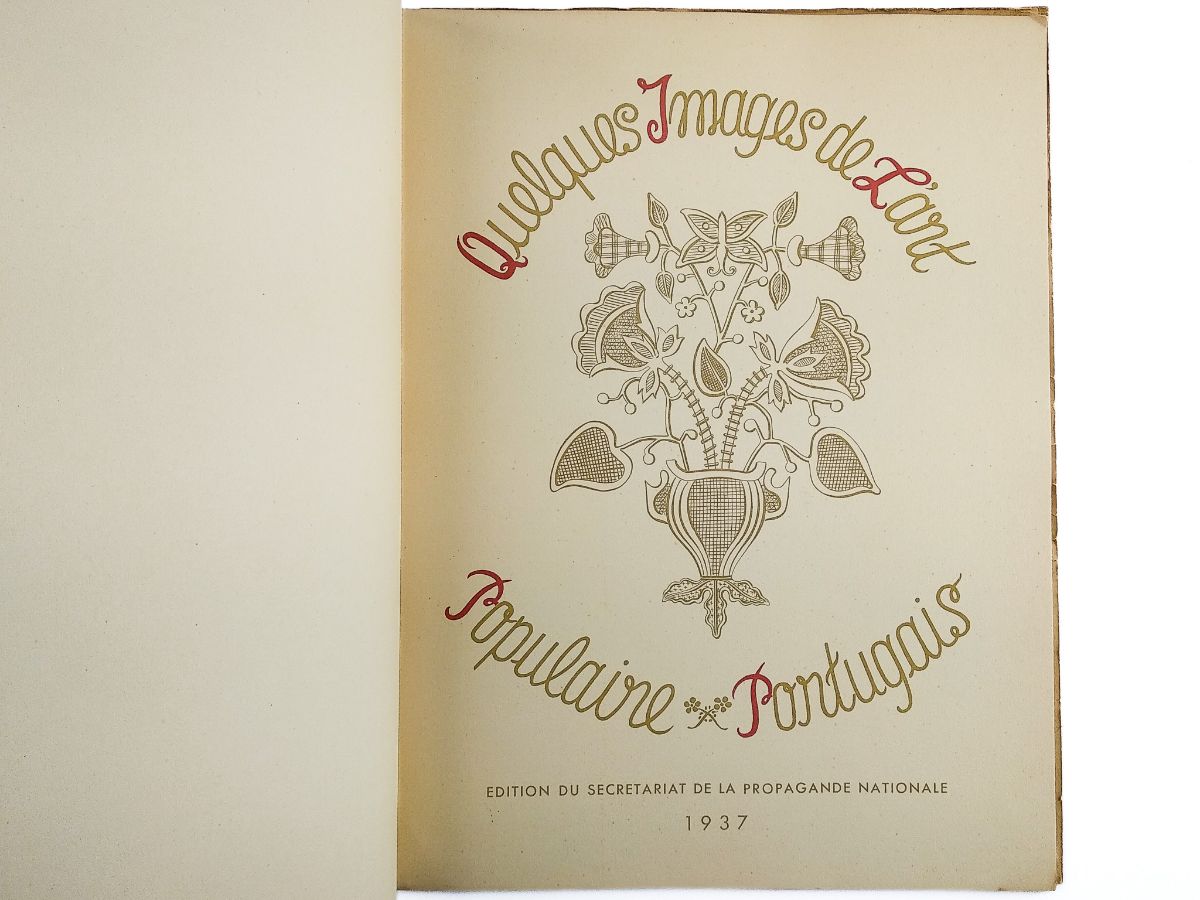 Quelques Images de L'art
Populaire Portugais
EDITION DU SECRETARIAT DE LA PROPAGANDE NATIONALE
1937